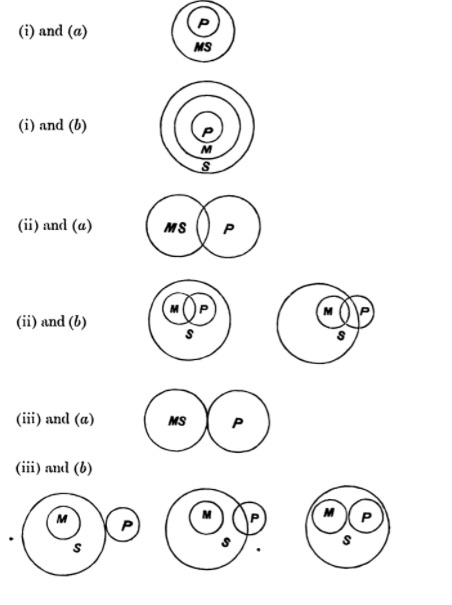 (i) and (a)
P
MS
(i) and (b)
P
M
S
(ii) and (a)
MS P
(ii) and (b)
M P
S
M P
S
(iii) and (a)
MS P
(iii) and (b)
M P
S
M P
S
M P
S